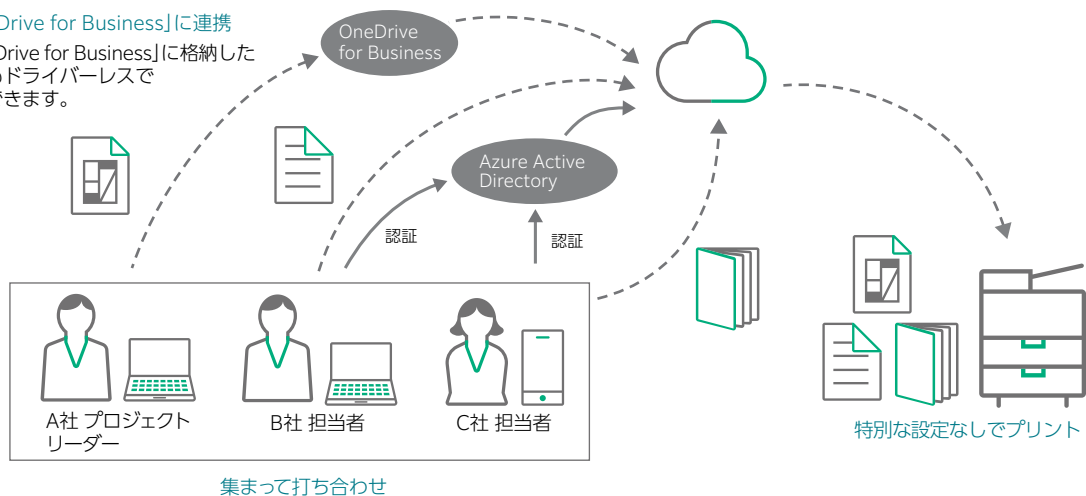 Drive for Business」に連携
Drive for Business」に格納した
ドライバーレスで
きます。
OneDrive
for Business
Azure Active
Directory
認証
認証
A社 プロジェクト
リーダー
B社 担当者
C社 担当者
特別な設定なしでプリント
集まって打ち合わせ